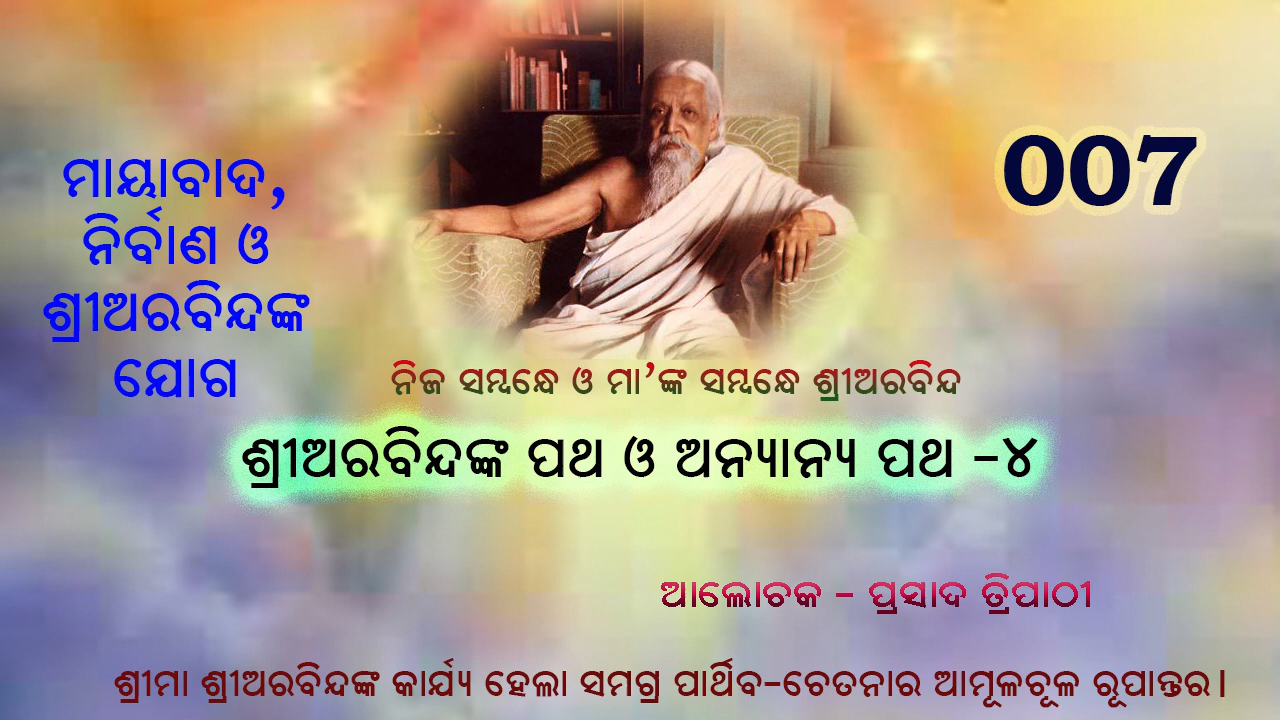 ମାୟାବାଦ,
ନିର୍ବାଣ ଓ
ଶ୍ରୀଅରବିନ୍ଦଙ୍କ
ଯୋଗ
007
ନିଜ ସମ୍ବନ୍ଧେ ଓ ମା’ଙ୍କ ସମ୍ବନ୍ଧେ ଶ୍ରୀଅରବିନ୍ଦ
ଶ୍ରୀଅରବିନ୍ଦଙ୍କ ପଥ ଓ ଅନ୍ୟାନ୍ୟ ପଥ -୪
ଆଲୋଚକ - ପ୍ରସାଦ ତ୍ରିପାଠୀ
ଶ୍ରୀମା ଶ୍ରୀଅରବିନ୍ଦଙ୍କ କାର୍ଯ୍ୟ ହେଲା ସମଗ୍ର ପାର୍ଥିବ-ଚେତନାର ଆମୂଳଚୂଳ ରୂପାନ୍ତର।